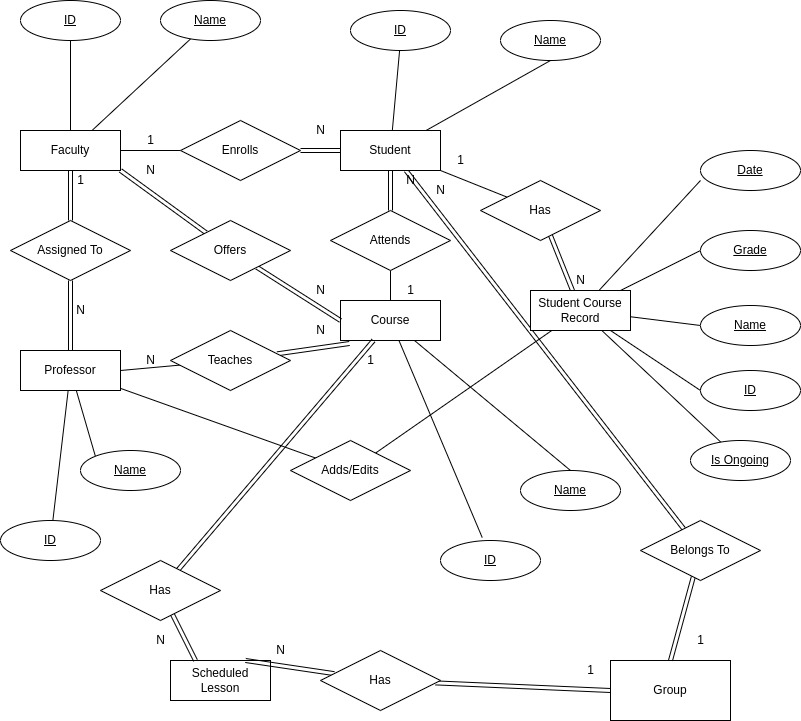 ID
Name
ID
Name
Faculty
1
Enrolls
N
Student
1
N
N
N
1
Has
Date
Assigned To
Offers
Attends
Grade
N
N
1
N
Course
Student Course
Record
Name
N
N
Teaches
1
Professor
ID
Name
Adds/Edits
Is Ongoing
Name
ID
ID
Belongs To
Has
N
N
1
1
Scheduled
Lesson
Has
Group